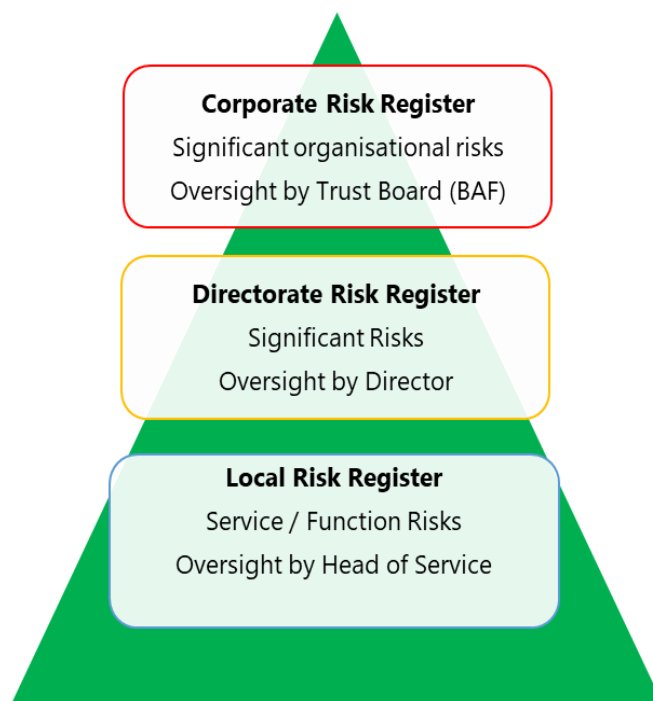 Corporate Risk Register
Significant organisational risks
Oversight by Trust Board (BAF)
Directorate Risk Register
Significant Risks
Oversight by Director
Local Risk Register
Service / Function Risks
Oversight by Head of Service